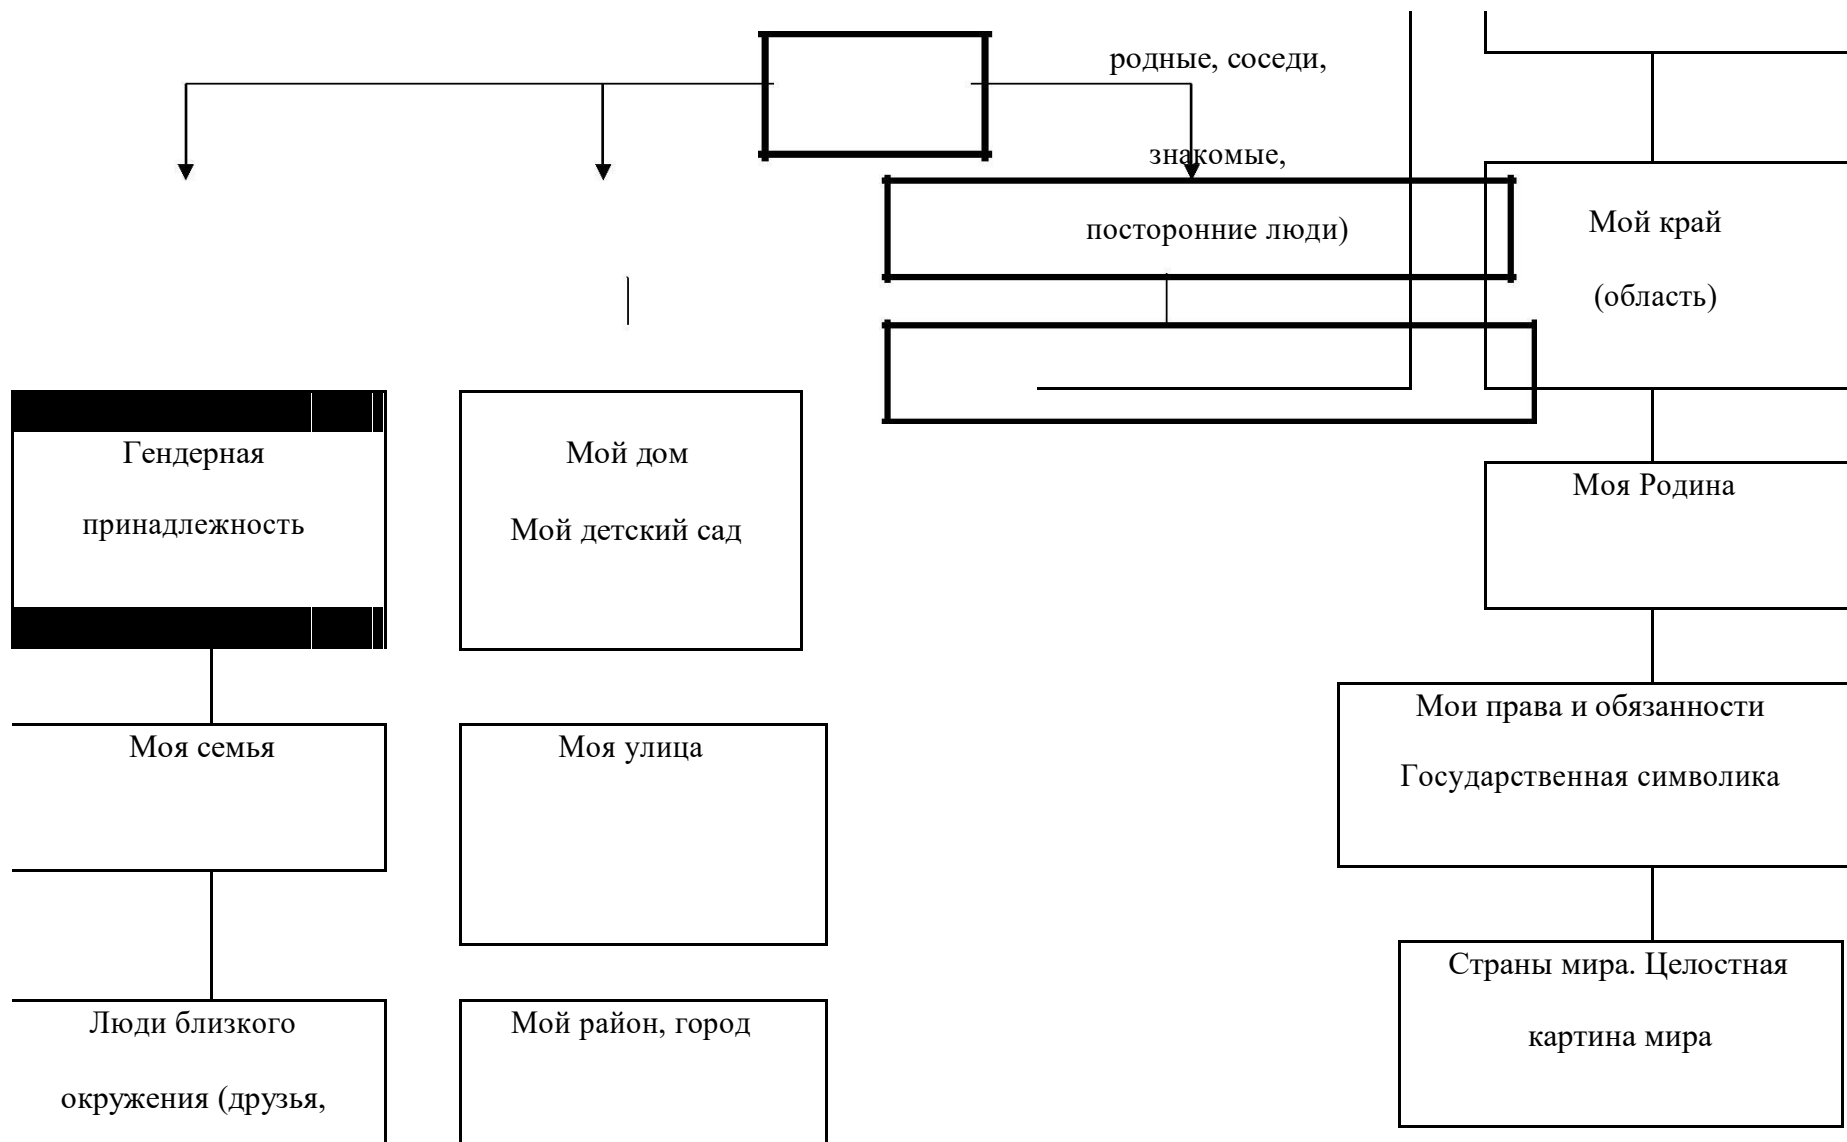 родные, соседи,
знакомые,
посторонние люди)
Мой край
(область)
Гендерная
принадлежность
Мой дом
Мой детский сад
Моя Родина
Моя семья
Моя улица
Мои права и обязанности
Государственная символика
Люди близкого
окружения (друзья,
Мой район, город
Страны мира. Целостная
картина мира